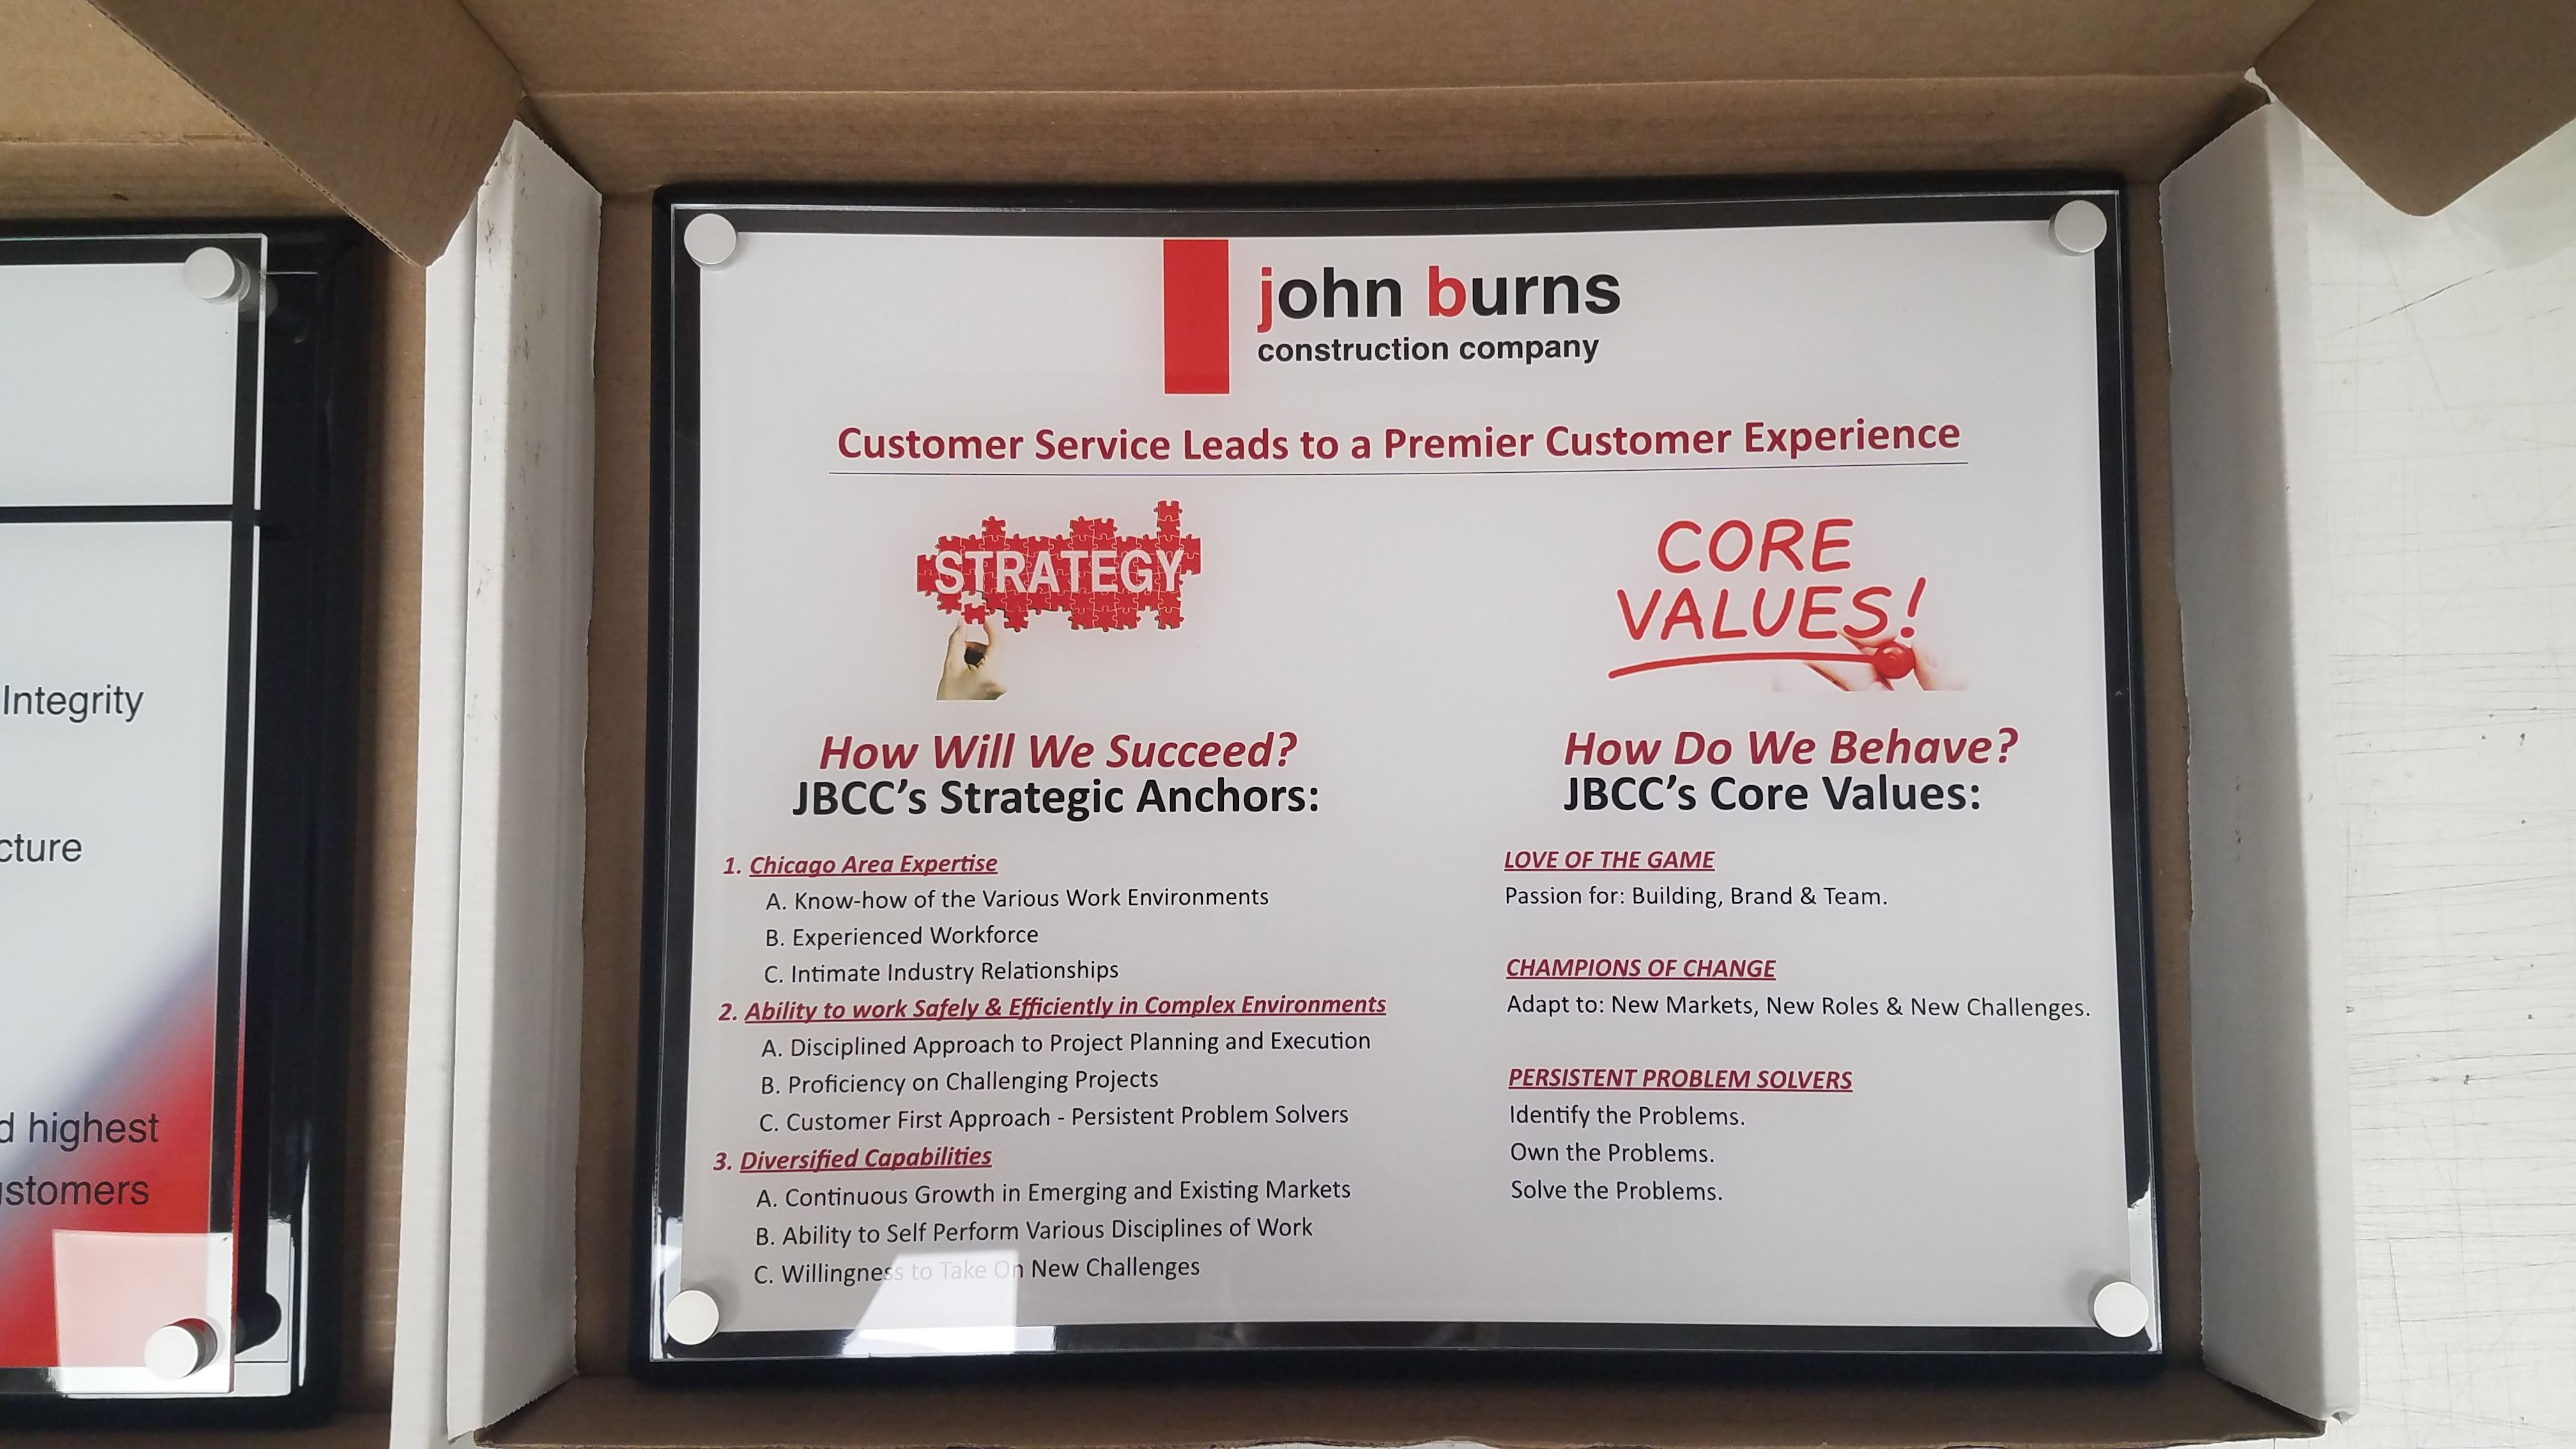 Integrity
cture
d highest
ustomers
john burns
construction company
Customer Service Leads to a Premier Customer Experience
STRATEGY
How Will We Succeed?
JBCC's Strategic Anchors:
1. Chicago Area Expertise
A. Know-how of the Various Work Environments
B. Experienced Workforce
C. Intimate Industry Relationships
2. Ability to work Safely & Efficiently in Complex Environments
A. Disciplined Approach to Project Planning and Execution
B. Proficiency on Challenging Projects
C. Customer First Approach - Persistent Problem Solvers
3. Diversified Capabilities
A. Continuous Growth in Emerging and Existing Markets
B. Ability to Self Perform Various Disciplines of Work
C. Willingness to Take On New Challenges
CORE
VALUES!
How Do We Behave?
JBCC's Core Values:
LOVE OF THE GAME
Passion for: Building, Brand & Team.
CHAMPIONS OF CHANGE
Adapt to: New Markets, New Roles & New Challenges.
PERSISTENT PROBLEM SOLVERS
Identify the Problems.
Own the Problems.
Solve the Problems.